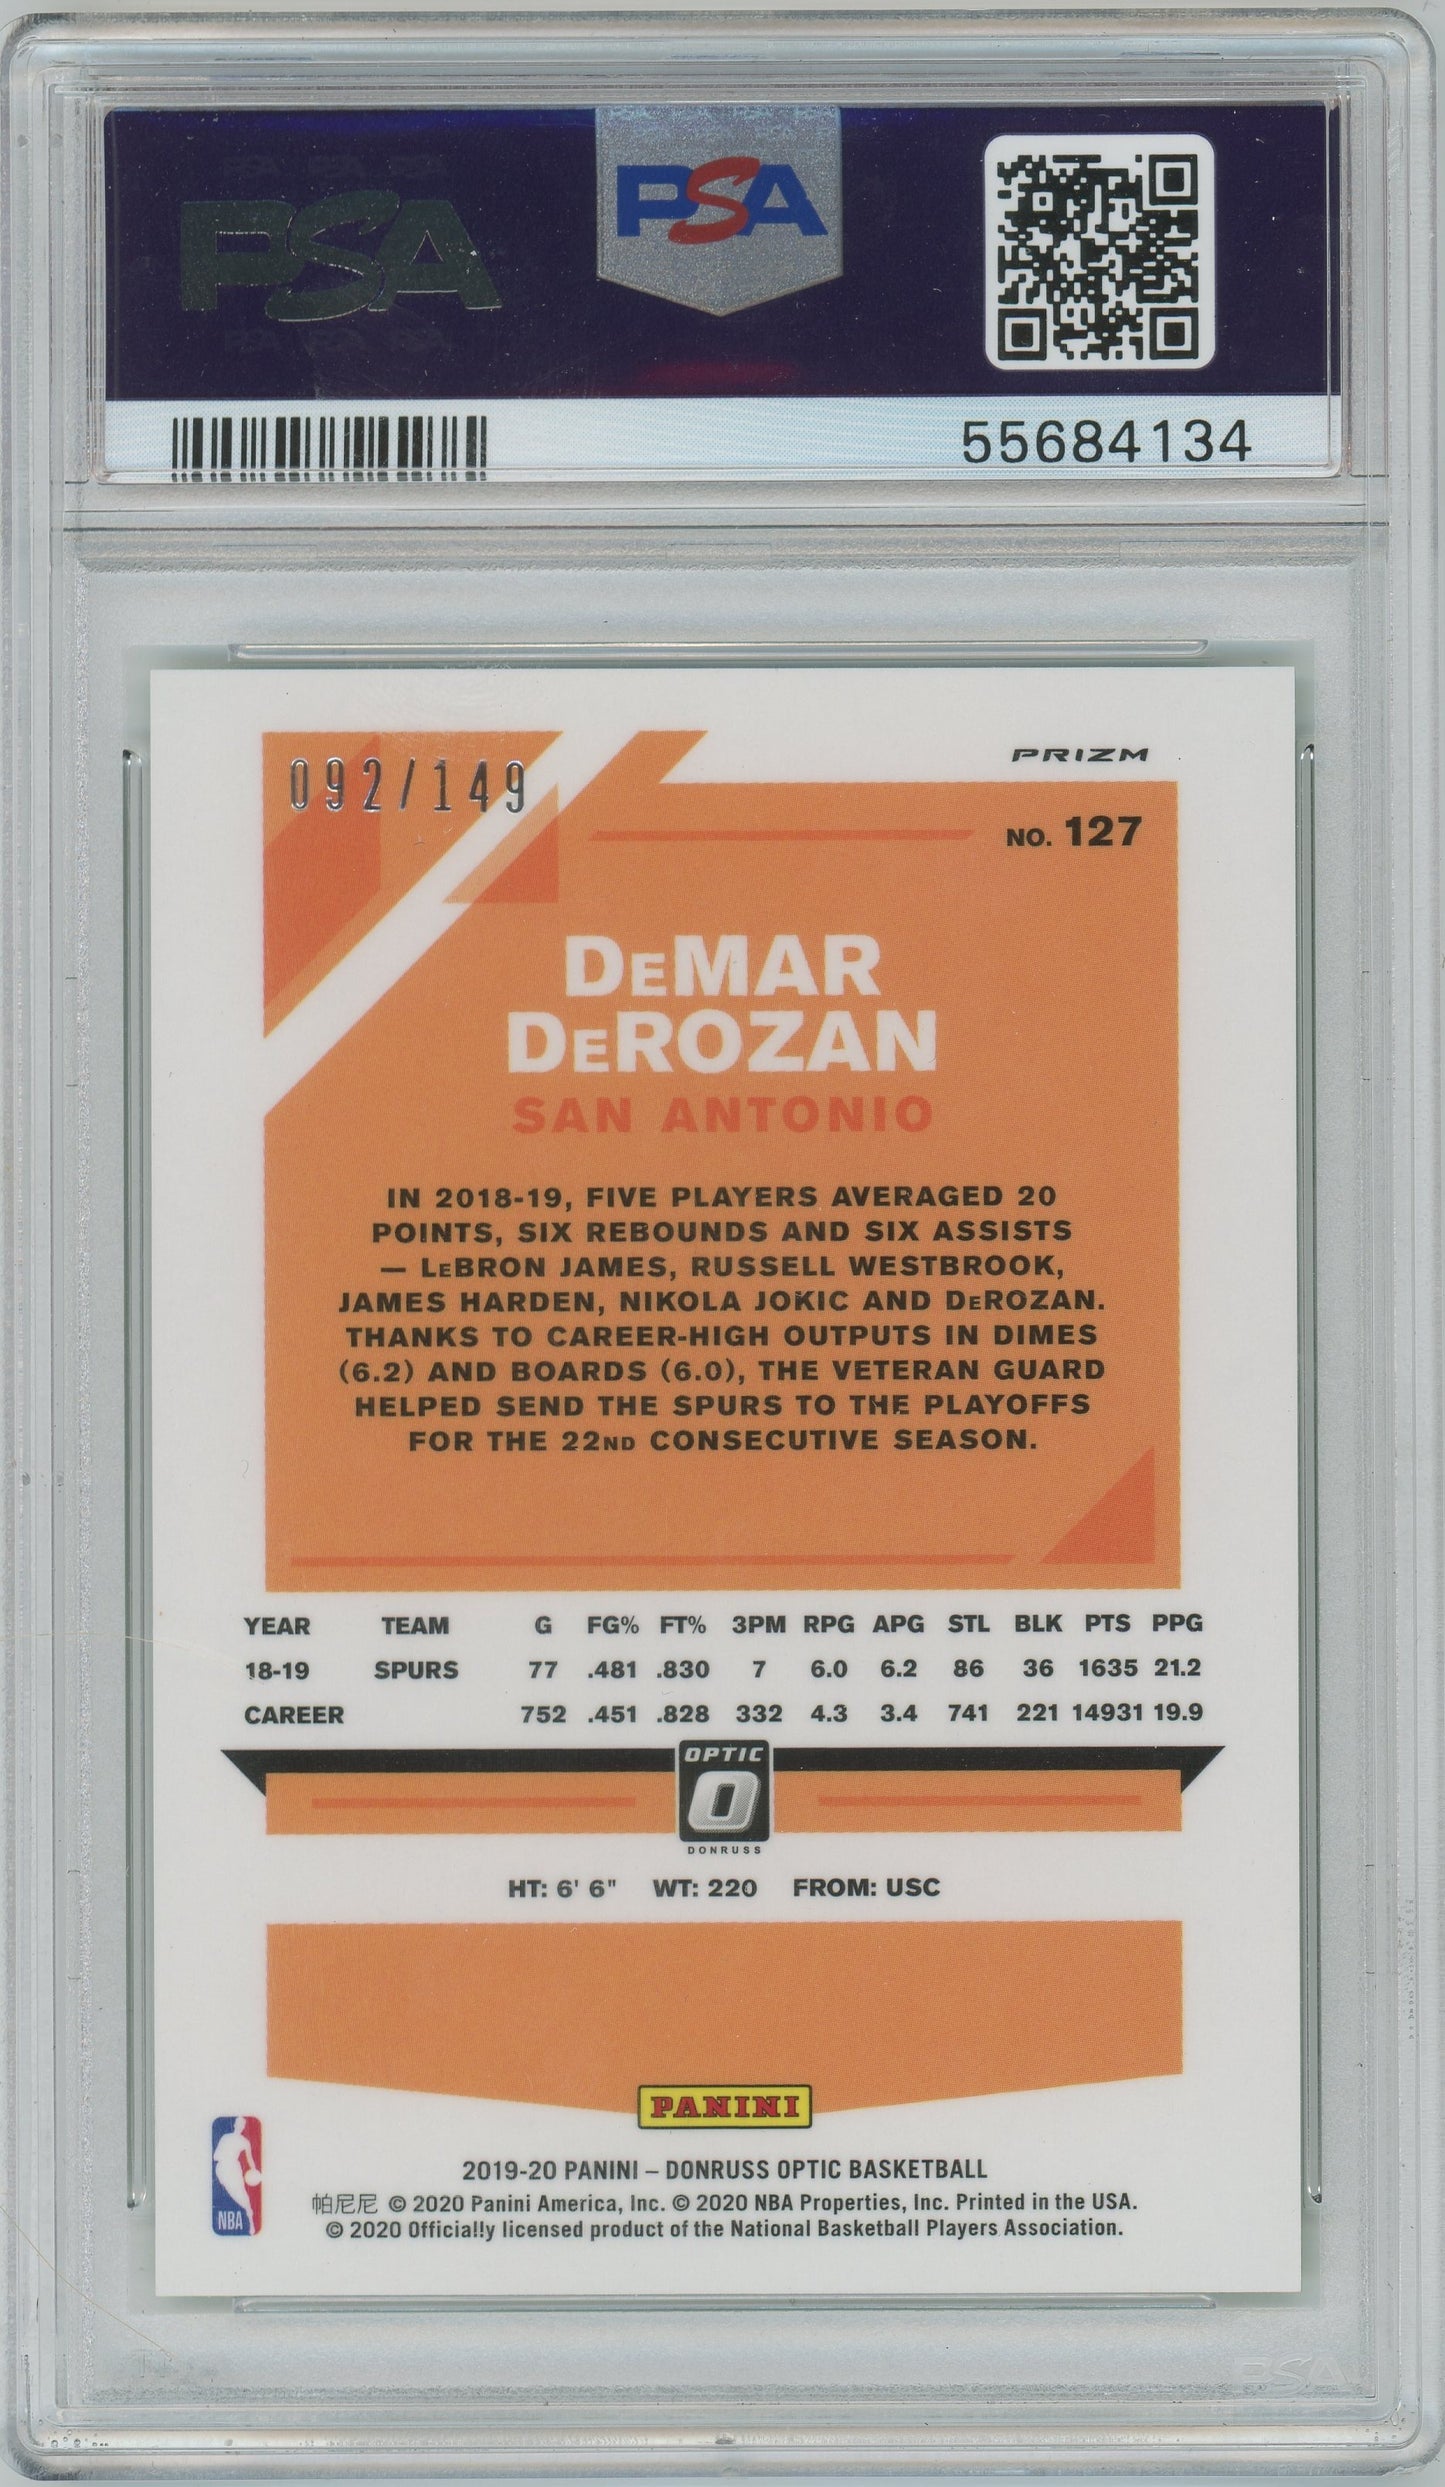 PSA
PSA
55684134
092/149
PRIZM
NO. 127
DeMAR
DeROZAN
SAN ANTONIO
IN 2018-19, FIVE PLAYERS AVERAGED 20
POINTS, SIX REBOUNDS AND SIX ASSISTS
— LeBRON JAMES, RUSSELL WESTBROOK,
JAMES HARDEN, NIKOLA JOKIC AND DeROZAN.
THANKS TO CAREER-HIGH OUTPUTS IN DIMES
(6.2) AND BOARDS (6.0), THE VETERAN GUARD
HELPED SEND THE SPURS TO THE PLAYOFFS
FOR THE 22ND CONSECUTIVE SEASON.
YEAR TEAM G FG% FT% 3PM RPG APG STL BLK PTS PPG
18-19 SPURS 77 .481 .830 7 6.0 6.2 86 36 1635 21.2
CAREER 752 .451 .828 332 4.3 3.4 741 221 14931 19.9
OPTIC
DONRUSS
HT: 6' 6" WT: 220 FROM: USC
PANINI
NBA
2019-20 PANINI – DONRUSS OPTIC BASKETBALL
帕尼尼 © 2020 Panini America, Inc. © 2020 NBA Properties, Inc. Printed in the USA.
© 2020 Officially licensed product of the National Basketball Players Association.
PSA